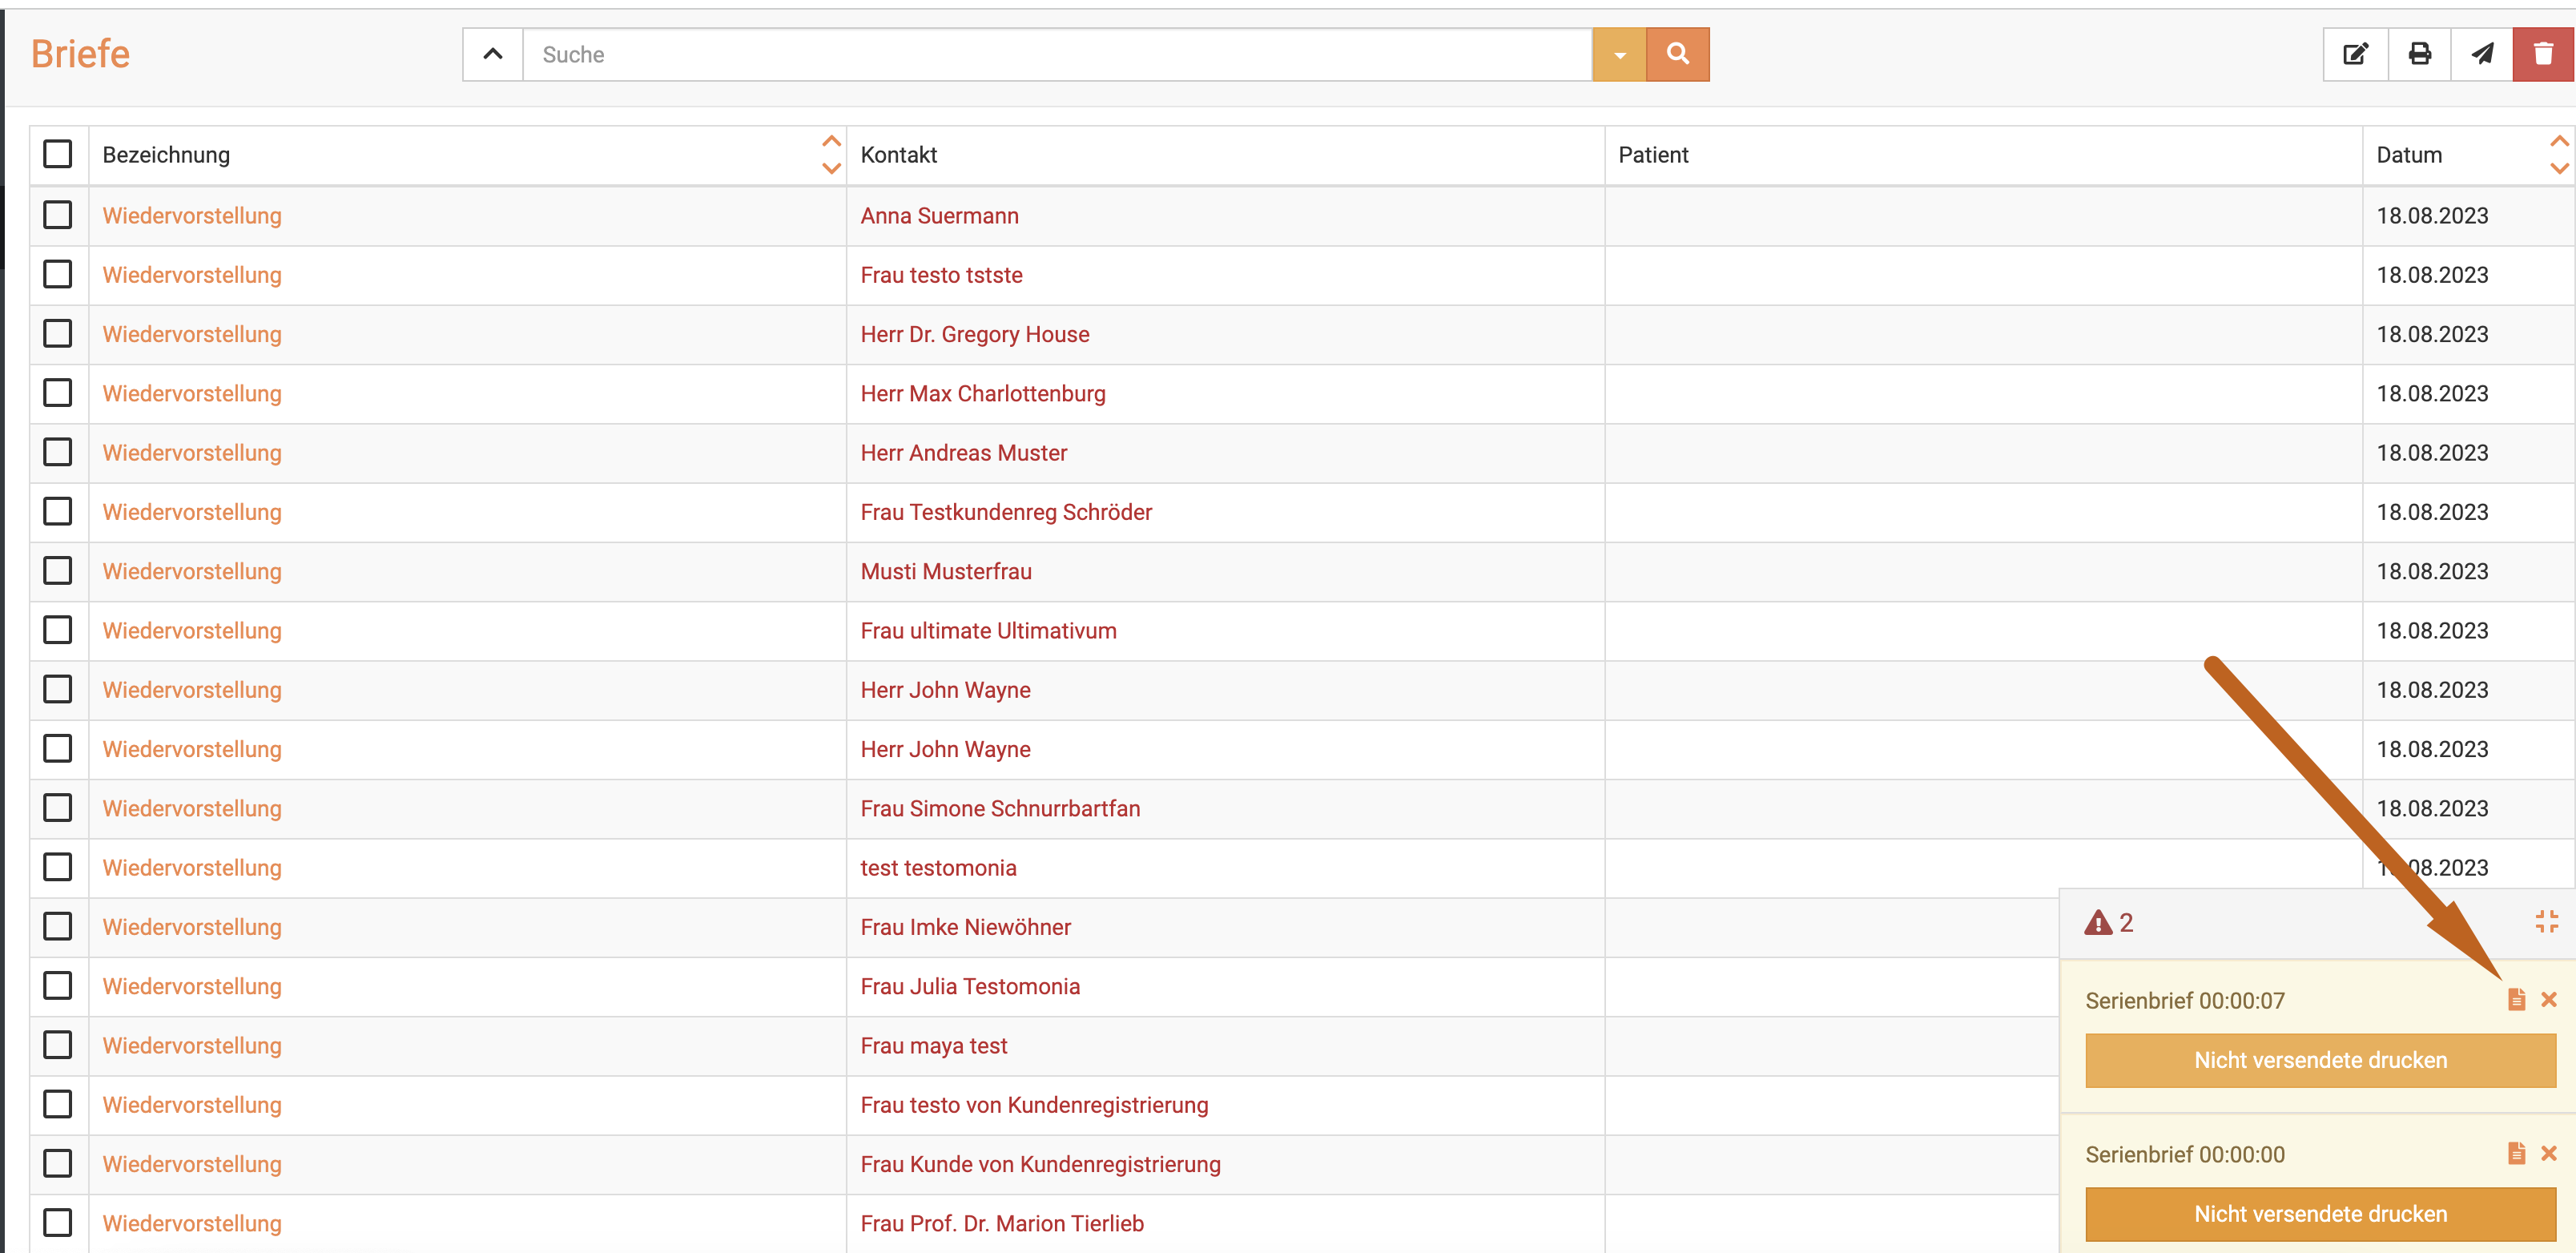 Briefe
Suche
Bezeichnung Kontakt Patient Datum
Wiedervorstellung Anna Suermann 18.08.2023
Wiedervorstellung Frau testo tstste 18.08.2023
Wiedervorstellung Herr Dr. Gregory House 18.08.2023
Wiedervorstellung Herr Max Charlottenburg 18.08.2023
Wiedervorstellung Herr Andreas Muster 18.08.2023
Wiedervorstellung Frau Testkundenreg Schröder 18.08.2023
Wiedervorstellung Musti Musterfrau 18.08.2023
Wiedervorstellung Frau ultimate Ultimativum 18.08.2023
Wiedervorstellung Herr John Wayne 18.08.2023
Wiedervorstellung Herr John Wayne 18.08.2023
Wiedervorstellung Frau Simone Schnurrbartfan 18.08.2023
Wiedervorstellung test testomonia
Wiedervorstellung Frau Imke Niewöhner
2
Wiedervorstellung Frau Julia Testomonia
Serienbrief 00:00:07
Wiedervorstellung Frau maya test
Nicht versendete drucken
Wiedervorstellung Frau testo von Kundenregistrierung
Wiedervorstellung Frau Kunde von Kundenregistrierung
Serienbrief 00:00:00
Wiedervorstellung Frau Prof. Dr. Marion Tierlieb
Nicht versendete drucken